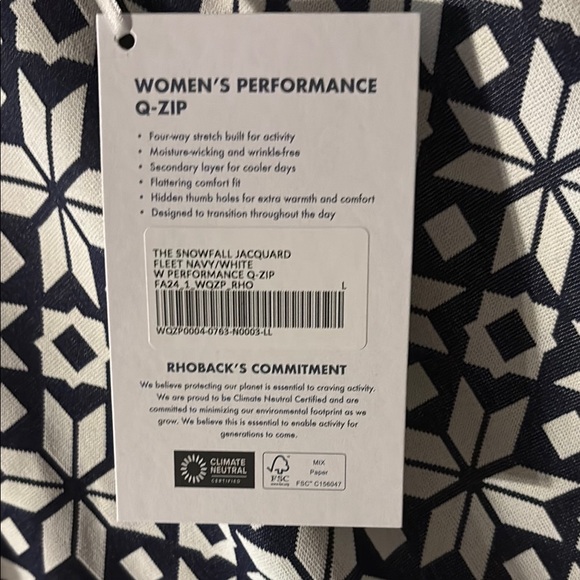 WOMEN'S PERFORMANCE
Q-ZIP
• Four-way stretch built for activity
• Moisture-wicking and wrinkle-free
• Secondary layer for cooler days
• Flattering comfort fit
• Hidden thumb holes for extra warmth and comfort
• Designed to transition throughout the day
THE SNOWFALL JACQUARD
FLEET NAVY/WHITE
W PERFORMANCE Q-ZIP
FA24_1_WQZP_RHO L
WQZP0004-0763-N0003-LL
RHOBACK'S COMMITMENT
We believe protecting our planet is essential to craving activity.
We are proud to be Climate Neutral Certified and are
committed to minimizing our environmental footprint as we
grow. We believe this is essential to enable activity for
generations to come.
CLIMATE
NEUTRAL
CERTIFIED
FSC
MIX
Paper
FSC™ C156047